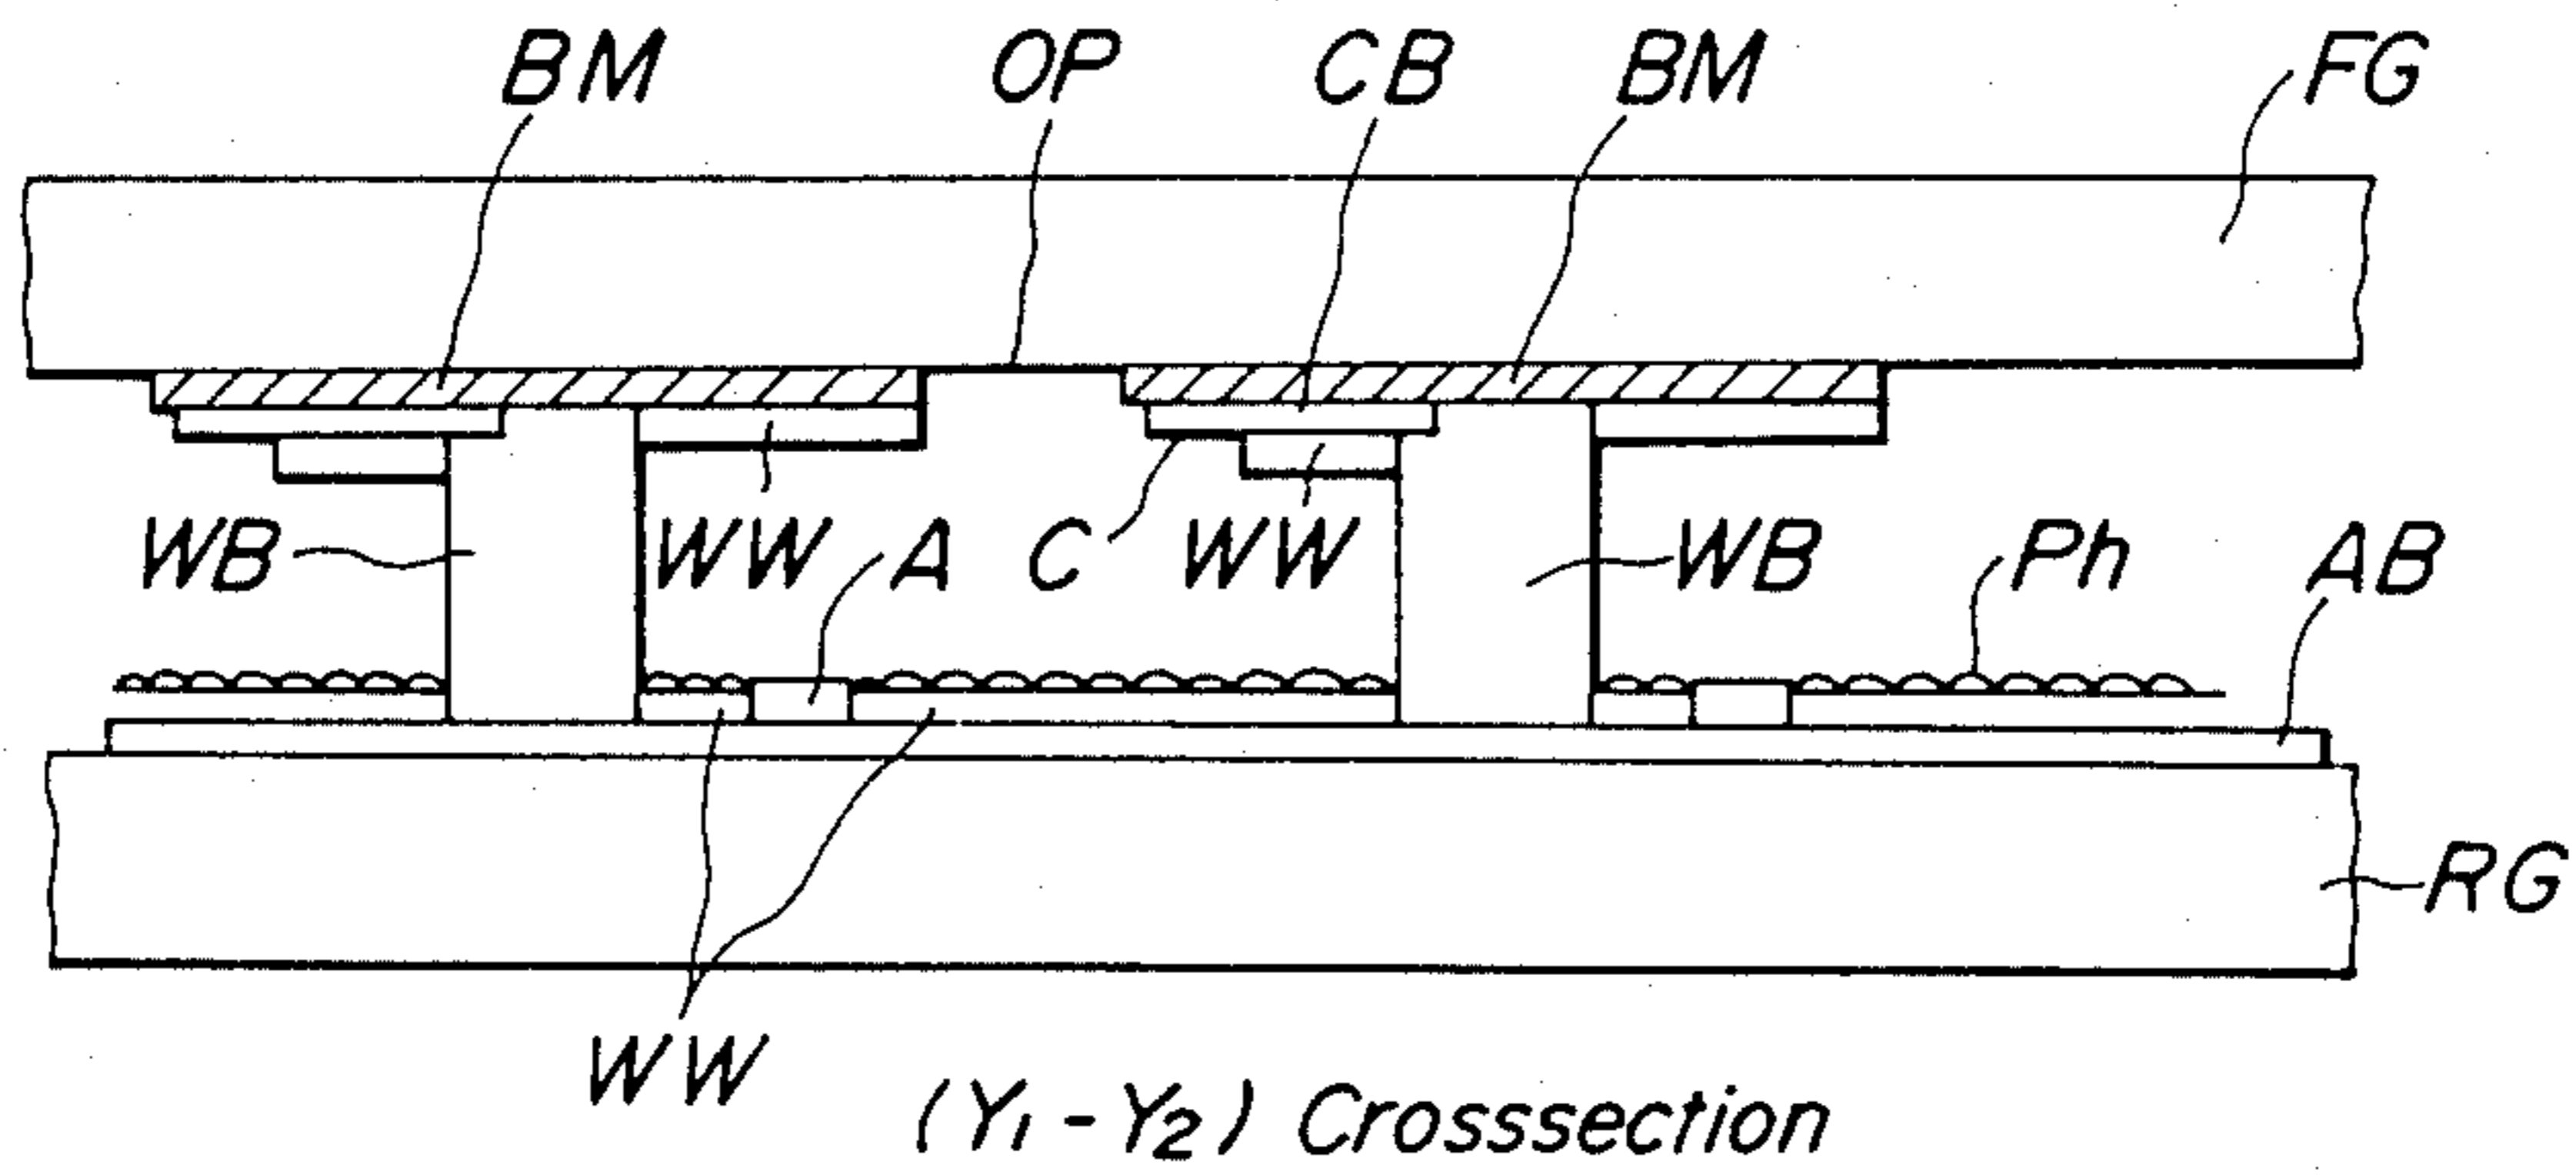 BM OP CB BM FG
WB WW A C WW WB Ph AB
RG
WW
(Y1 - Y2) Crosssection